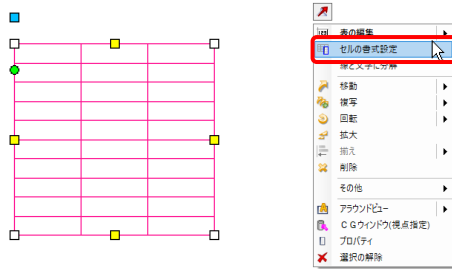 表の編集
セルの書式設定
線と文字に分解
移動
複写
回転
拡大
揃え
削除
その他
アラウンドビュー
ＣＧウィンドウ(視点指定)
プロパティ
選択の解除